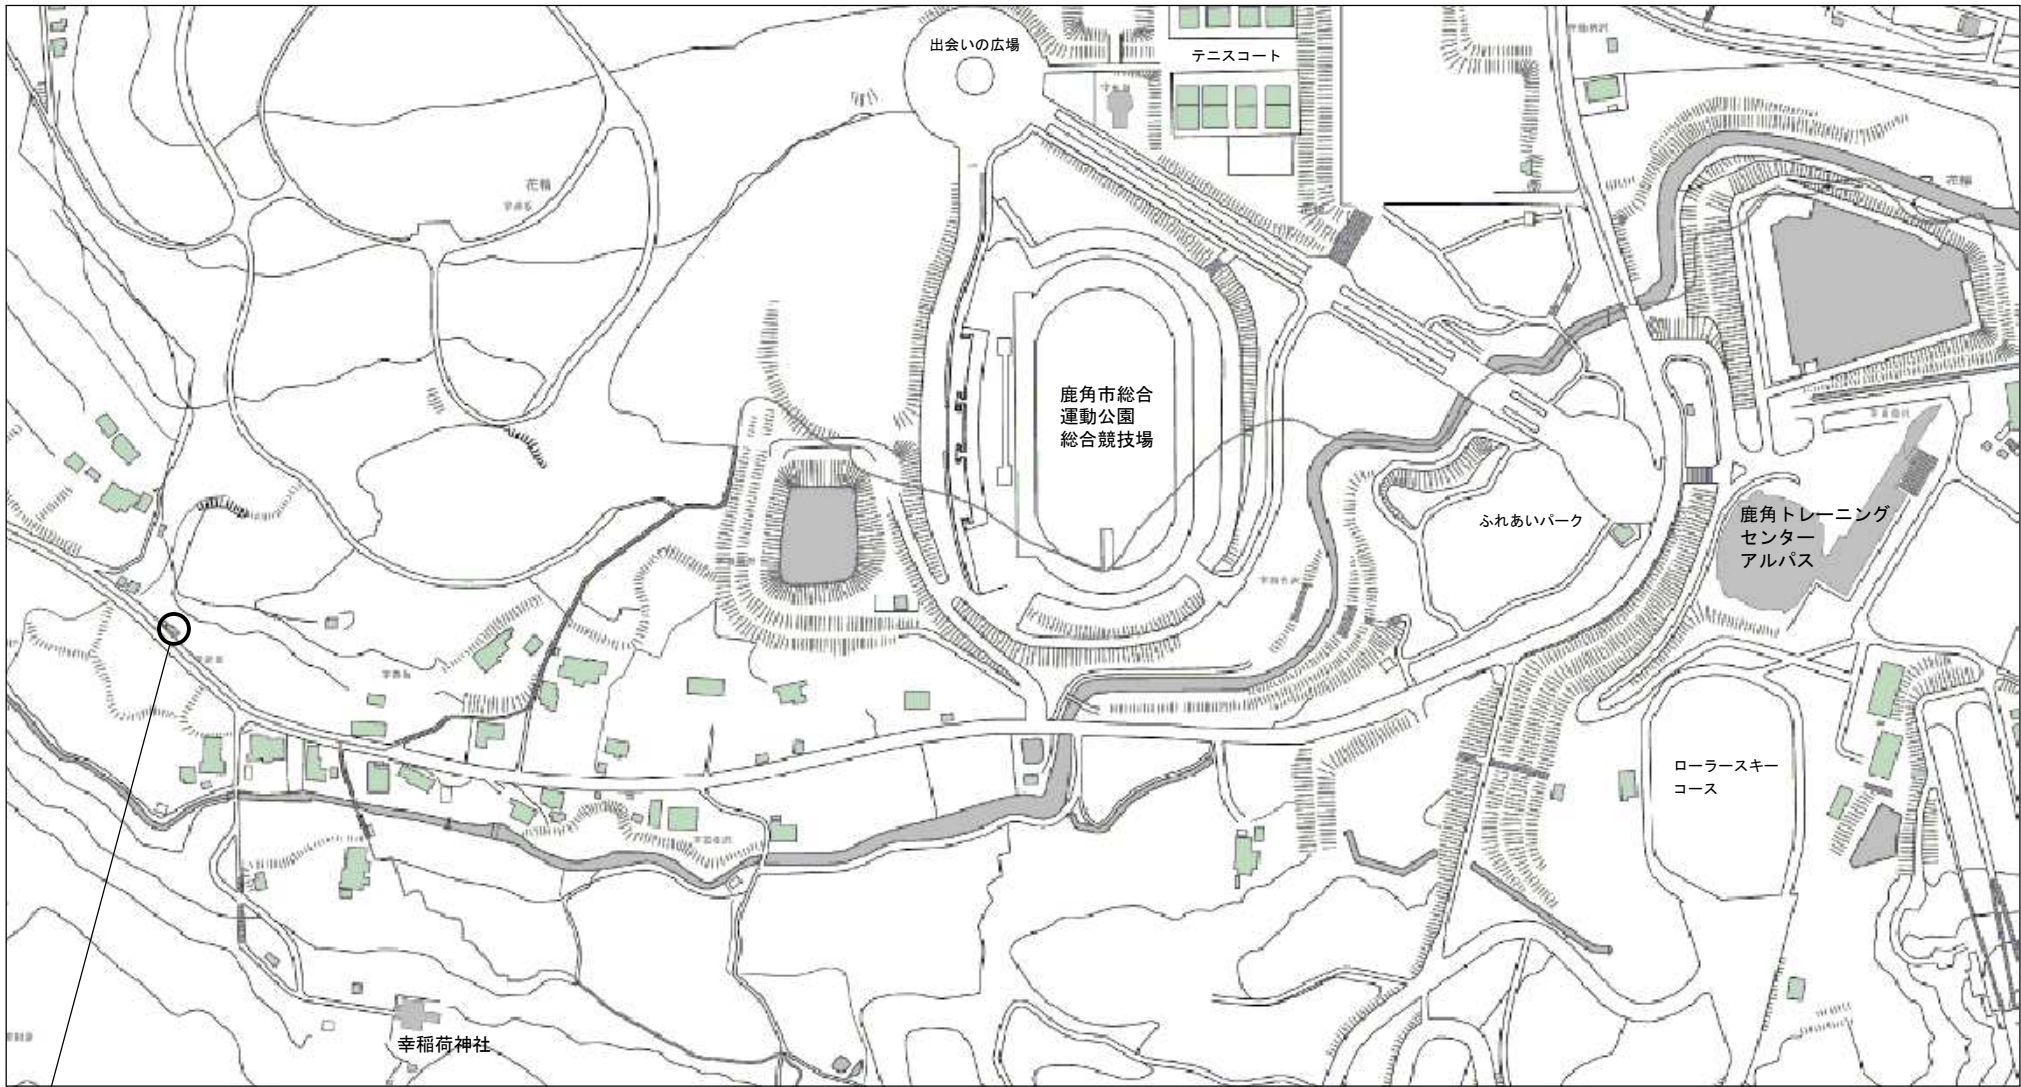 出会いの広場
テニスコート
花輪
花輪
鹿角市総合
運動公園
総合競技場
ふれあいパーク
鹿角トレーニング
センター
アルパス
ローラースキー
コース
幸稲荷神社